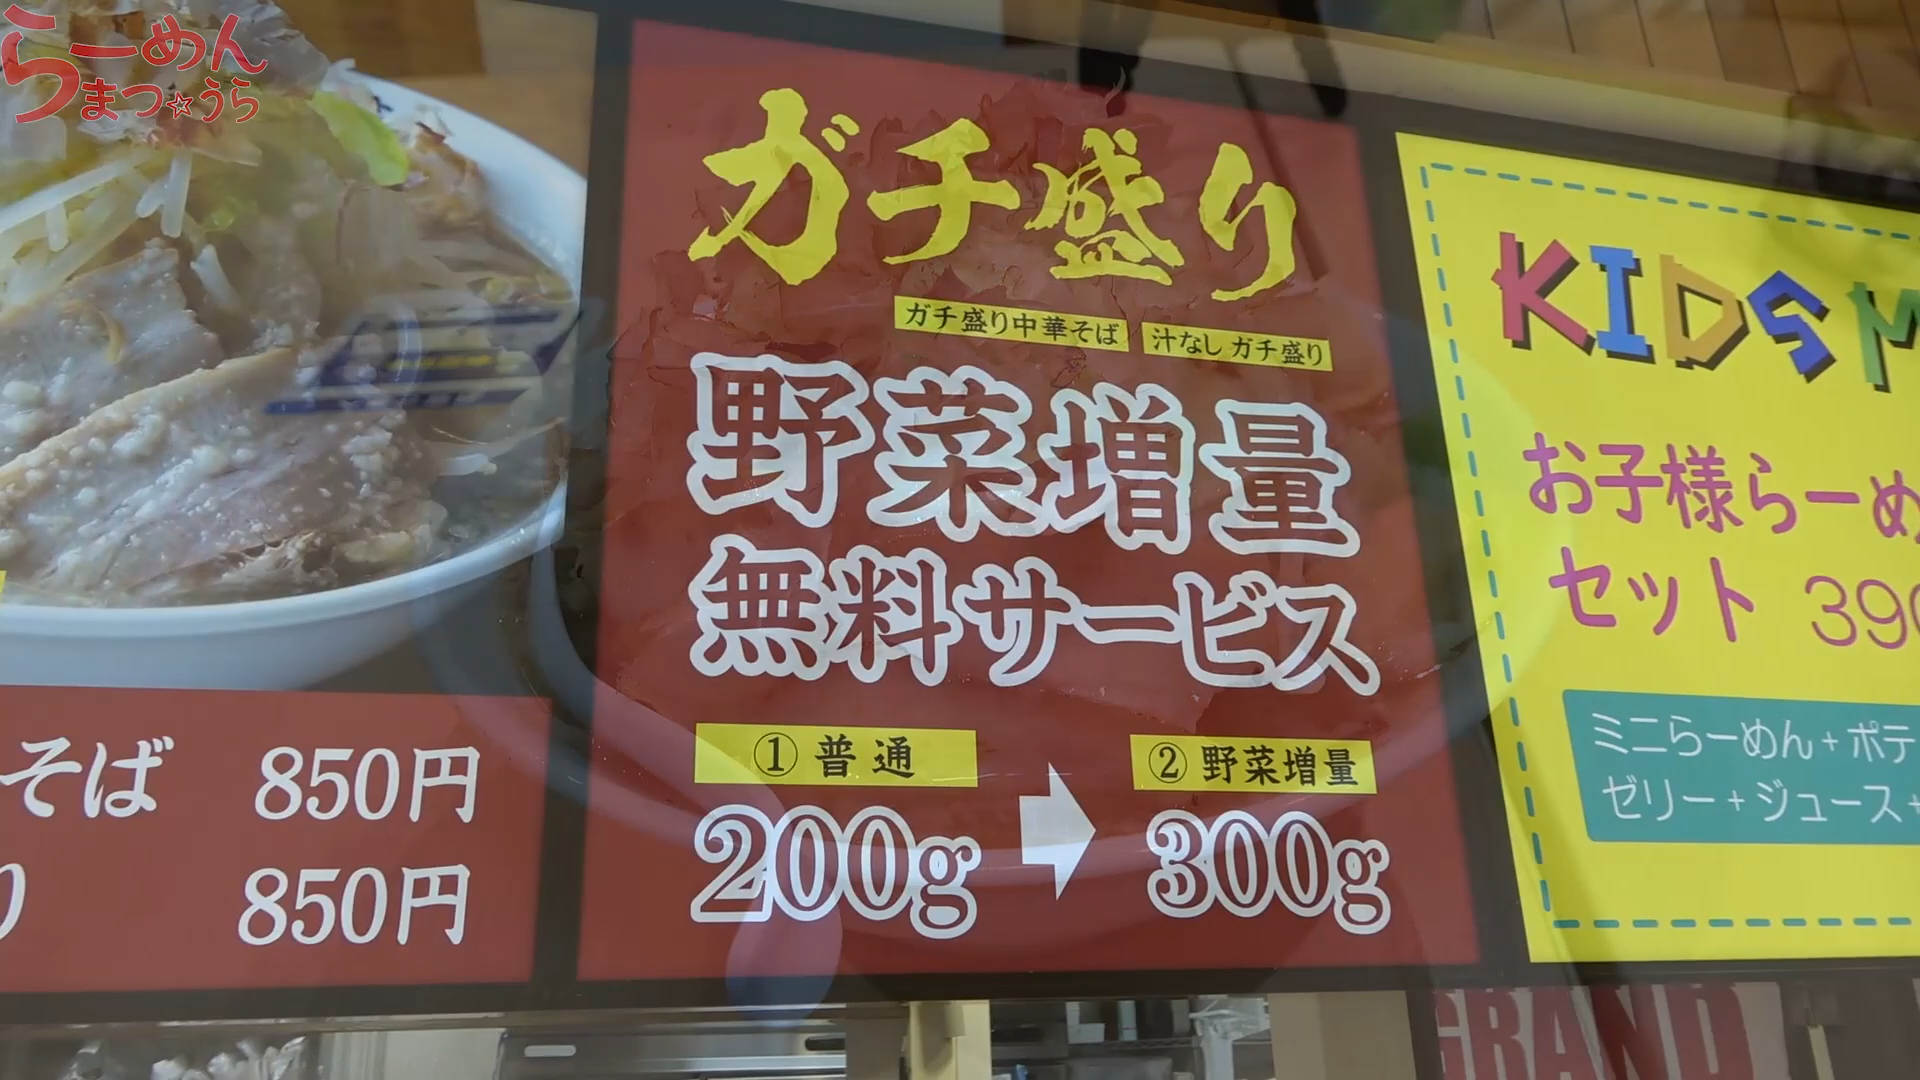 らーめん
まつ☆うら
ガチ盛り
ガチ盛り中華そば 汁なし ガチ盛り
野菜増量
無料サービス
①普通
200g
②野菜増量
300g
そば 850円
り 850円
KIDS M
お子様らーめ
セット 390
ミニらーめん+ポテ
ゼリー+ジュース+
GRAND